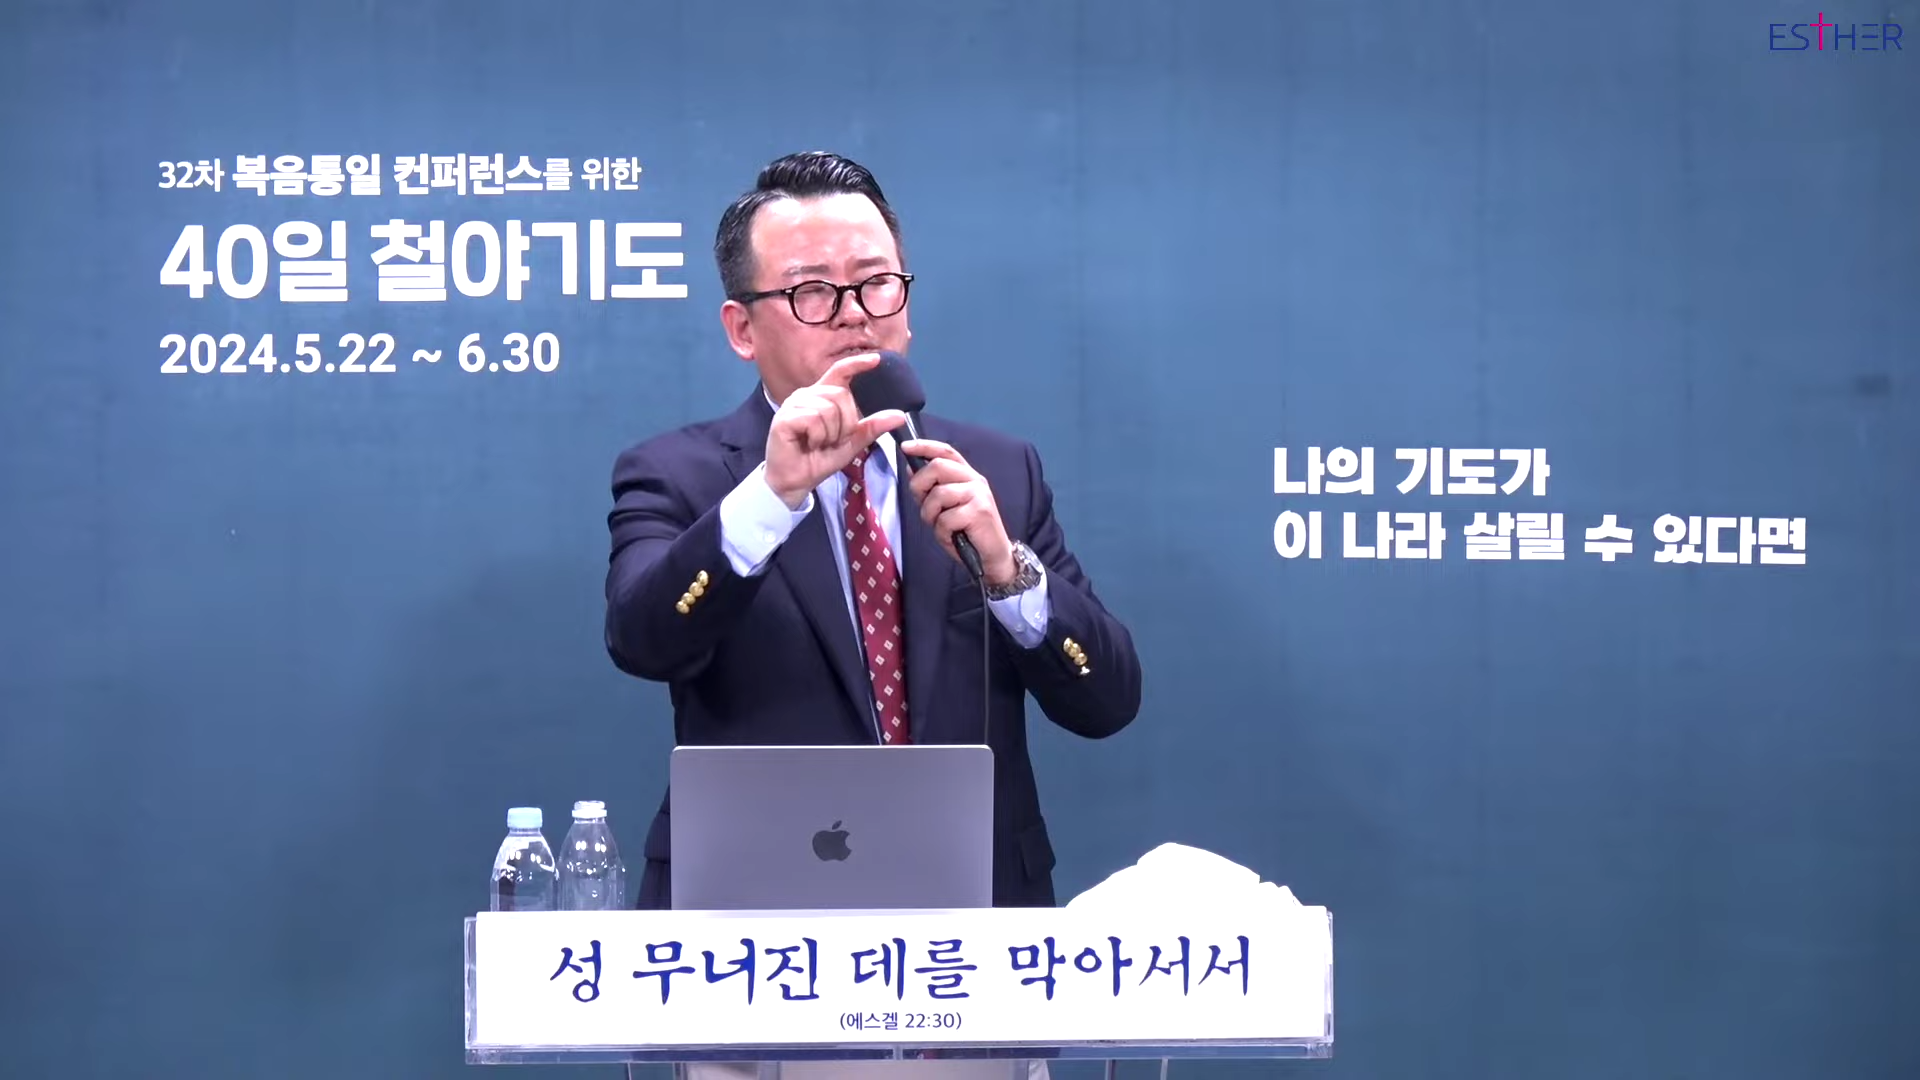 ESTHER
32차 복음통일 컨퍼런스를 위한
40일 철야기도
2024.5.22 ~ 6.30
나의 기도가
이 나라 살릴 수 있다면
성 무너진 데를 막아서서
(에스겔 22:30)